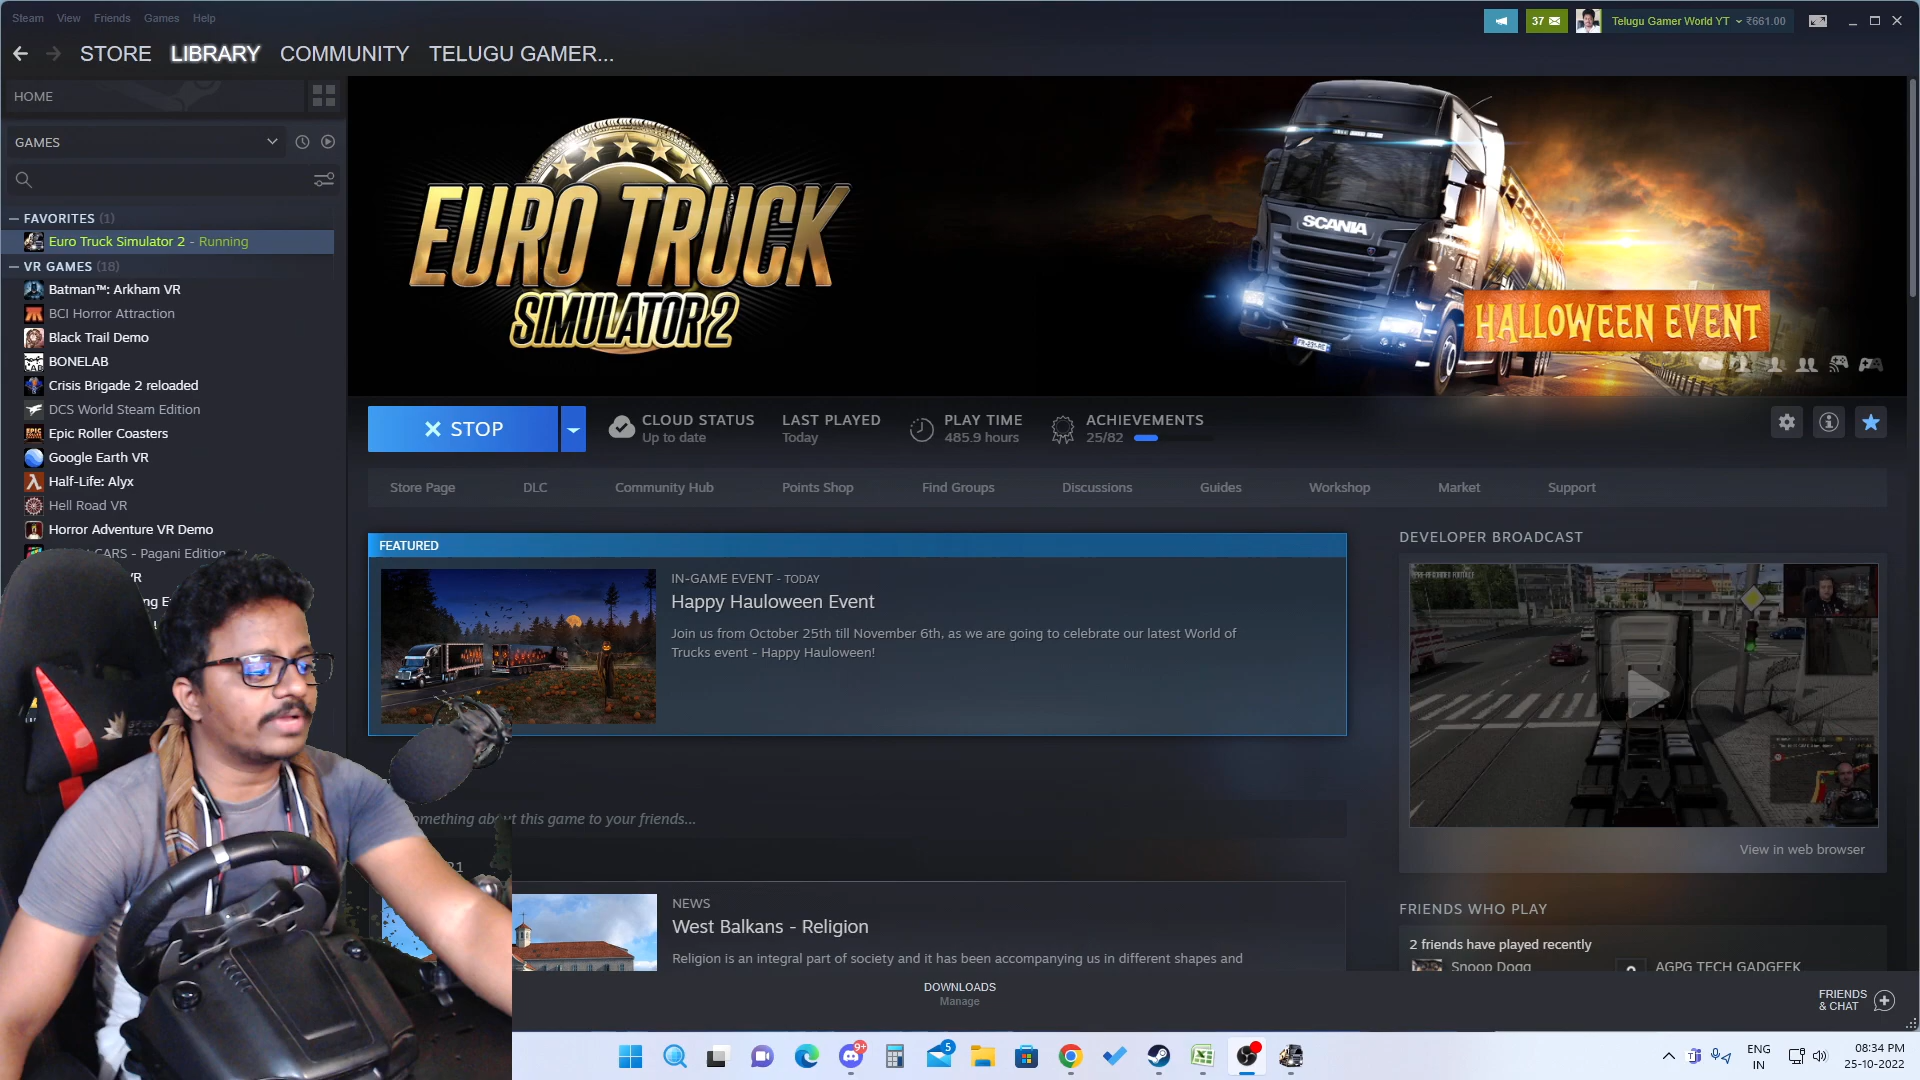 Steam View Friends Games Help
37 Telugu Gamer World YT ₹661.00
STORE LIBRARY COMMUNITY TELUGU GAMER...
HOME
GAMES
EURO TRUCK
SIMULATOR 2
SCANIA
HALLOWEEN EVENT
— FAVORITES (1)
Euro Truck Simulator 2 - Running
— VR GAMES (18)
Batman™: Arkham VR
BCI Horror Attraction
Black Trail Demo
BONELAB
Crisis Brigade 2 reloaded
DCS World Steam Edition
Epic Roller Coasters
Google Earth VR
Half-Life: Alyx
Hell Road VR
Horror Adventure VR Demo
CARS - Pagani Edition
STOP
CLOUD STATUS
Up to date
LAST PLAYED
Today
PLAY TIME
485.9 hours
ACHIEVEMENTS
25/82
Store Page DLC Community Hub Points Shop Find Groups Discussions Guides Workshop Market Support
FEATURED
IN-GAME EVENT - TODAY
Happy Hauloween Event
Join us from October 25th till November 6th, as we are going to celebrate our latest World of
Trucks event - Happy Hauloween!
about this game to your friends...
NEWS
West Balkans - Religion
Religion is an integral part of society and it has been accompanying us in different shapes and
DEVELOPER BROADCAST
View in web browser
FRIENDS WHO PLAY
2 friends have played recently
Snoop Dogg
AGPG TECH GADGEEK
DOWNLOADS
Manage
FRIENDS
& CHAT
9+
5
ENG
IN
08:34 PM
25-10-2022